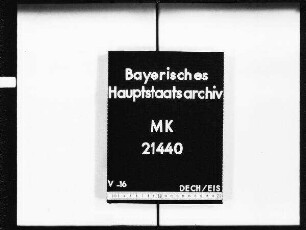 Bayerisches
Hauptstaatsarchiv
MK
21440
V -16 DECH/EIS